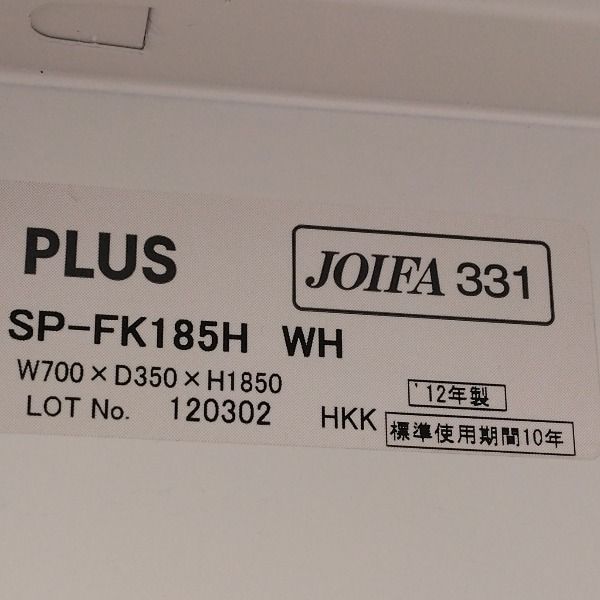 PLUS
JOIFA 331
SP-FK185H WH
W700×D350×H1850
'12年製
LOT No. 120302
HKK
標準使用期間10年